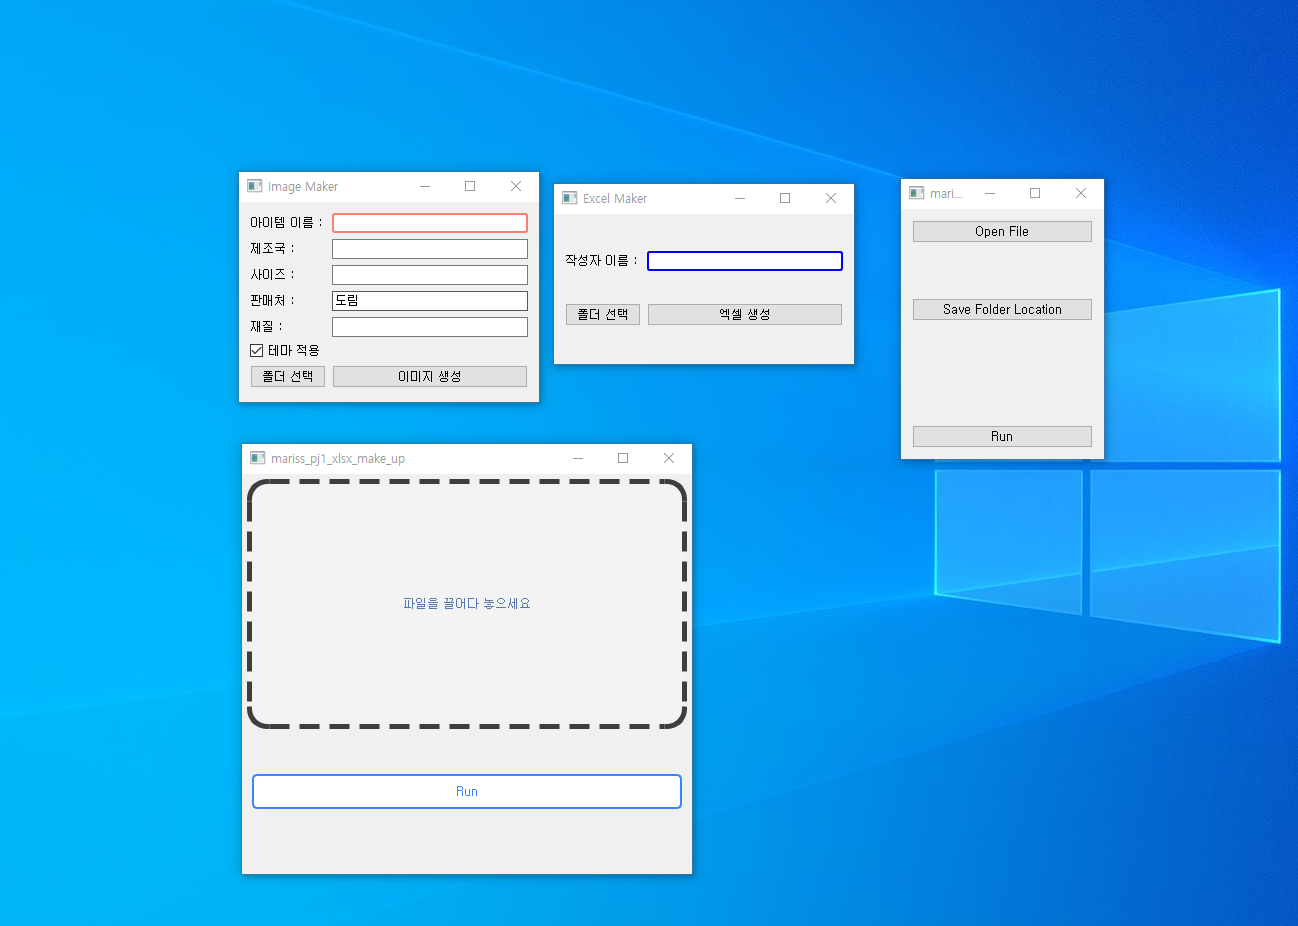 Image Maker
아이템 이름 :
제조국 :
사이즈 :
판매처 : 도림
재질 :
테마 적용
폴더 선택 이미지 생성
Excel Maker
작성자 이름 :
폴더 선택 엑셀 생성
mari...
Open File
Save Folder Location
Run
mariss_pj1_xlsx_make_up
파일을 끌어다 놓으세요
Run